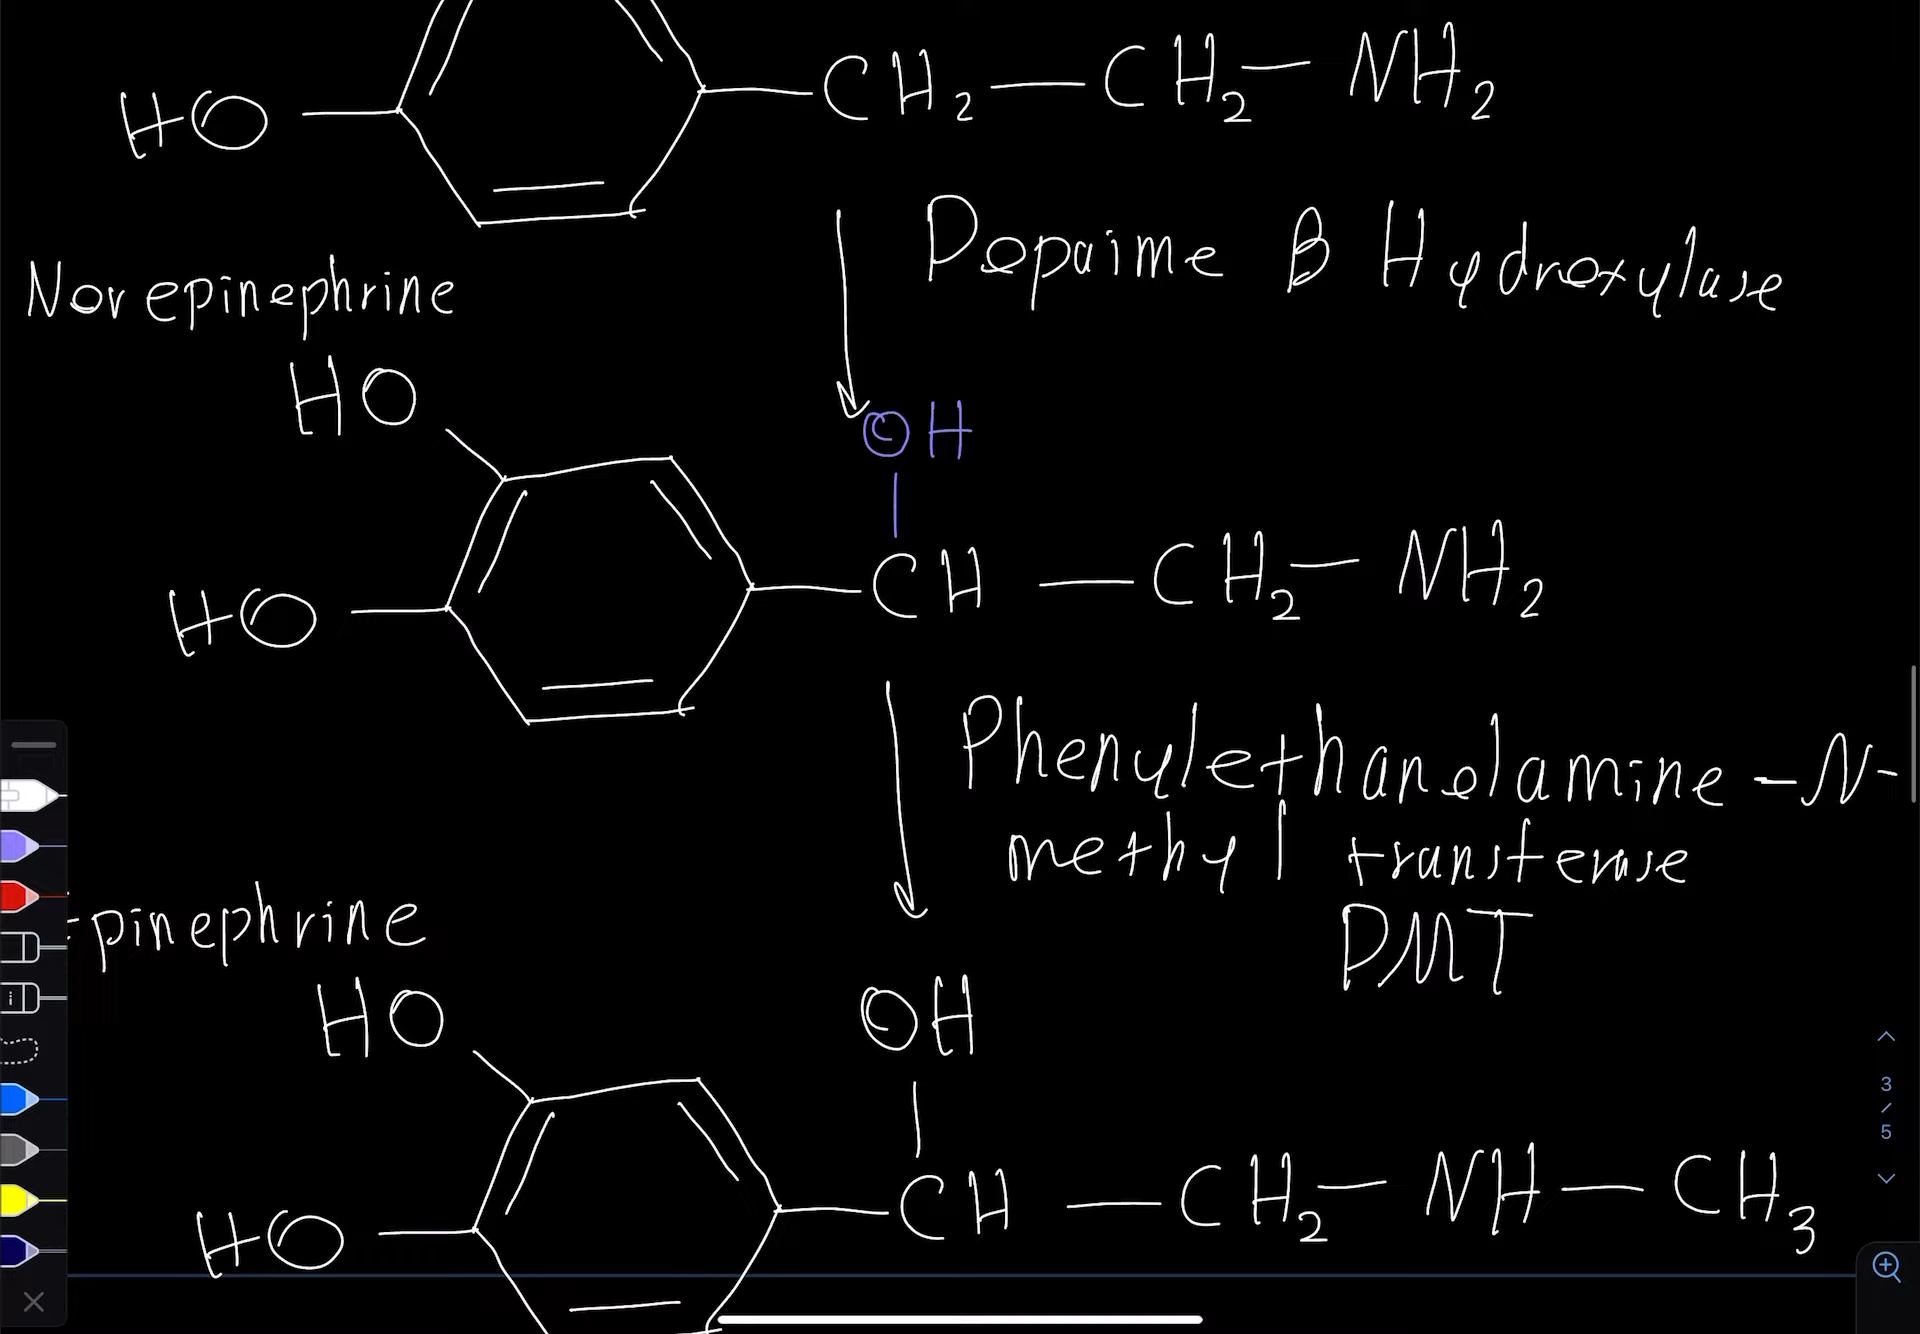 HO CH2 — CH2 — NH2
Dopaime B Hydroxylase
Norepinephrine
HO
OH
HO CH — CH2 — NH2
Phenylethanolamine - N-
methyl transferase
PMT
pinephrine
HO
OH
HO CH — CH2 — NH — CH3
3
/
5